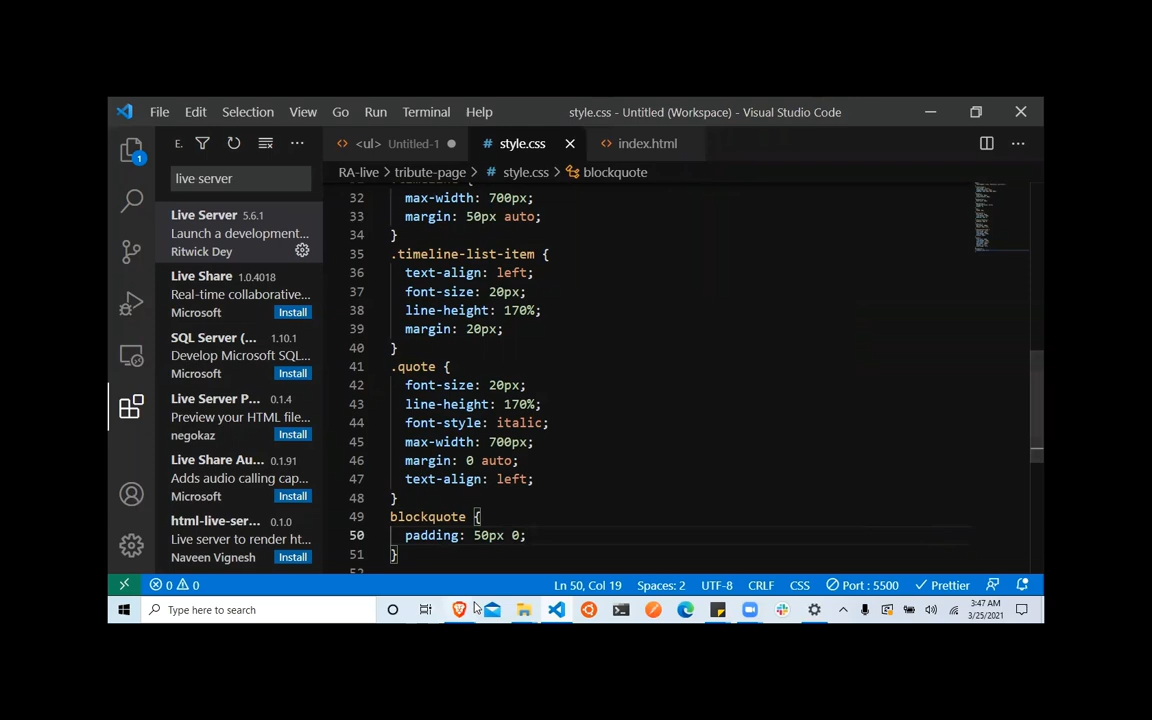 File Edit Selection View Go Run Terminal Help style.css - Untitled (Workspace) - Visual Studio Code
E.
<ul> Untitled-1 # style.css index.html
live server
RA-live > tribute-page > # style.css > blockquote
1
Live Server 5.6.1
Launch a development...
Ritwick Dey
Live Share 1.0.4018
Real-time collaborative...
Microsoft Install
SQL Server (... 1.10.1
Develop Microsoft SQL...
Microsoft Install
Live Server P... 0.1.4
Preview your HTML file...
negokaz Install
Live Share Au... 0.1.91
Adds audio calling cap...
Microsoft Install
html-live-ser... 0.1.0
Live server to render ht...
Naveen Vignesh Install
32 max-width: 700px;
33 margin: 50px auto;
34 }
35 .timeline-list-item {
36 text-align: left;
37 font-size: 20px;
38 line-height: 170%;
39 margin: 20px;
40 }
41 .quote {
42 font-size: 20px;
43 line-height: 170%;
44 font-style: italic;
45 max-width: 700px;
46 margin: 0 auto;
47 text-align: left;
48 }
49 blockquote {
50 padding: 50px 0;
51 }
52
0 0 Ln 50, Col 19 Spaces: 2 UTF-8 CRLF CSS Port : 5500 Prettier
Type here to search
3:47 AM
3/25/2021